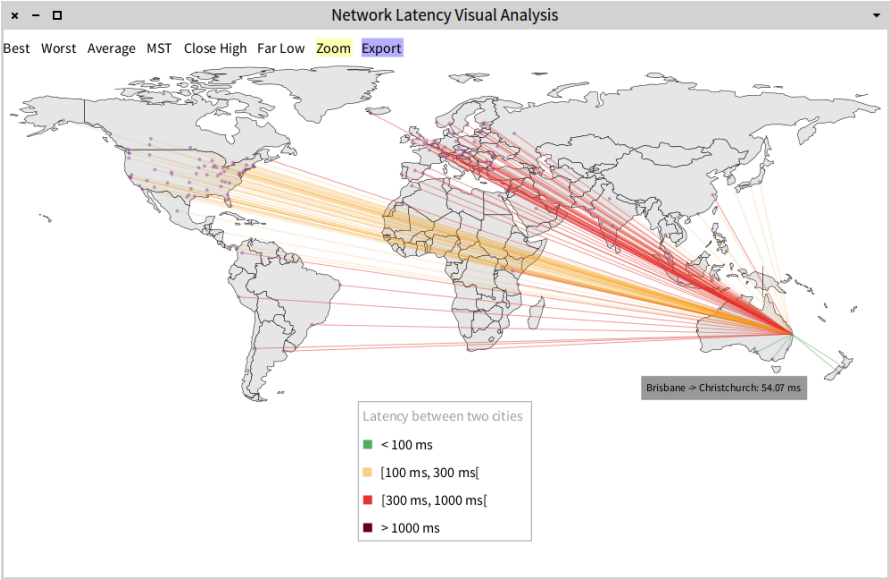 Network Latency Visual Analysis
Best Worst Average MST Close High Far Low Zoom Export
Brisbane -> Christchurch: 54.07 ms
Latency between two cities
< 100 ms
[100 ms, 300 ms[
[300 ms, 1000 ms[
> 1000 ms